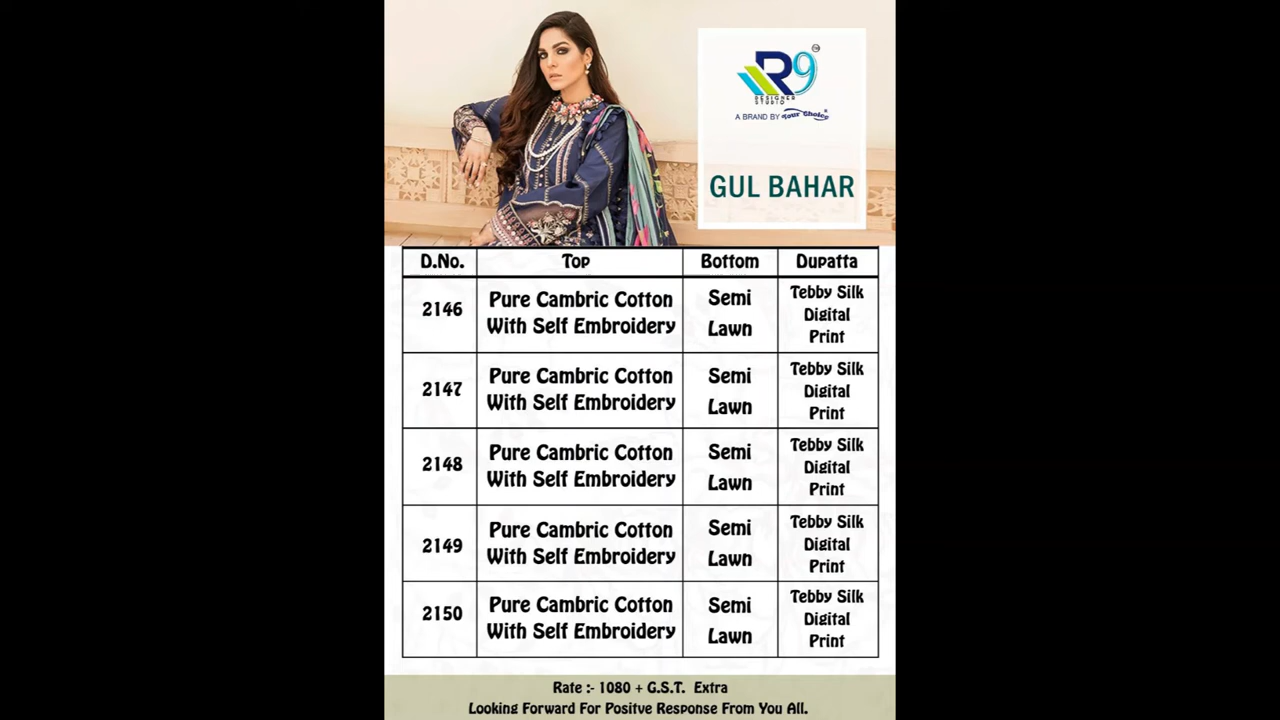 R9
TM
DESIGNER
STUDIO
A BRAND BY Your Choice®
GUL BAHAR
D.No. Top Bottom Dupatta
2146 Pure Cambric Cotton With Self Embroidery Semi Lawn Tebby Silk Digital Print
2147 Pure Cambric Cotton With Self Embroidery Semi Lawn Tebby Silk Digital Print
2148 Pure Cambric Cotton With Self Embroidery Semi Lawn Tebby Silk Digital Print
2149 Pure Cambric Cotton With Self Embroidery Semi Lawn Tebby Silk Digital Print
2150 Pure Cambric Cotton With Self Embroidery Semi Lawn Tebby Silk Digital Print
Rate :- 1080 + G.S.T. Extra
Looking Forward For Positve Response From You All.